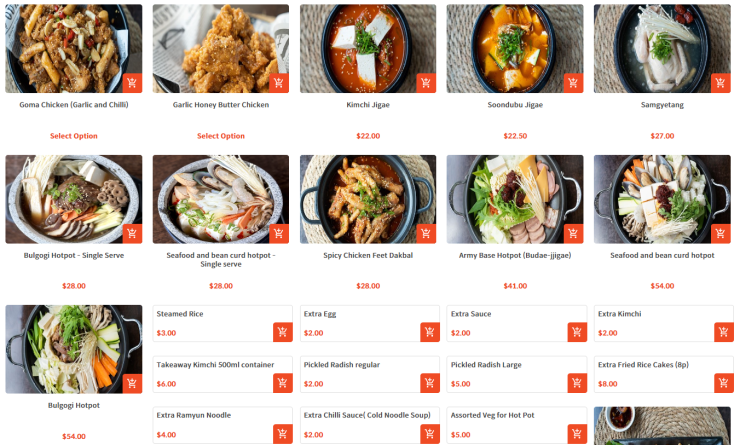 Goma Chicken (Garlic and Chilli)
Garlic Honey Butter Chicken
Kimchi Jigae
Soondubu Jigae
Samgyetang
Select Option
Select Option
$22.00
$22.50
$27.00
Bulgogi Hotpot - Single Serve
Seafood and bean curd hotpot -
Single serve
Spicy Chicken Feet Dakbal
Army Base Hotpot (Budae-jjigae)
Seafood and bean curd hotpot
$28.00
$28.00
$28.00
$41.00
$54.00
Bulgogi Hotpot
$54.00
Steamed Rice
$3.00
Extra Egg
$2.00
Extra Sauce
$2.00
Extra Kimchi
$2.00
Takeaway Kimchi 500ml container
$6.00
Pickled Radish regular
$2.00
Pickled Radish Large
$5.00
Extra Fried Rice Cakes (8p)
$8.00
Extra Ramyun Noodle
$4.00
Extra Chilli Sauce( Cold Noodle Soup)
$2.00
Assorted Veg for Hot Pot
$5.00